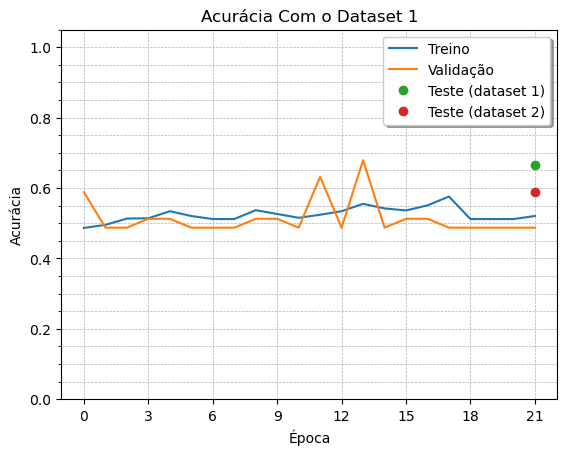 Acurácia Com o Dataset 1
1.0
0.8
0.6
0.4
0.2
0.0
Acurácia
Treino
Validação
Teste (dataset 1)
Teste (dataset 2)
0 3 6 9 12 15 18 21
Época